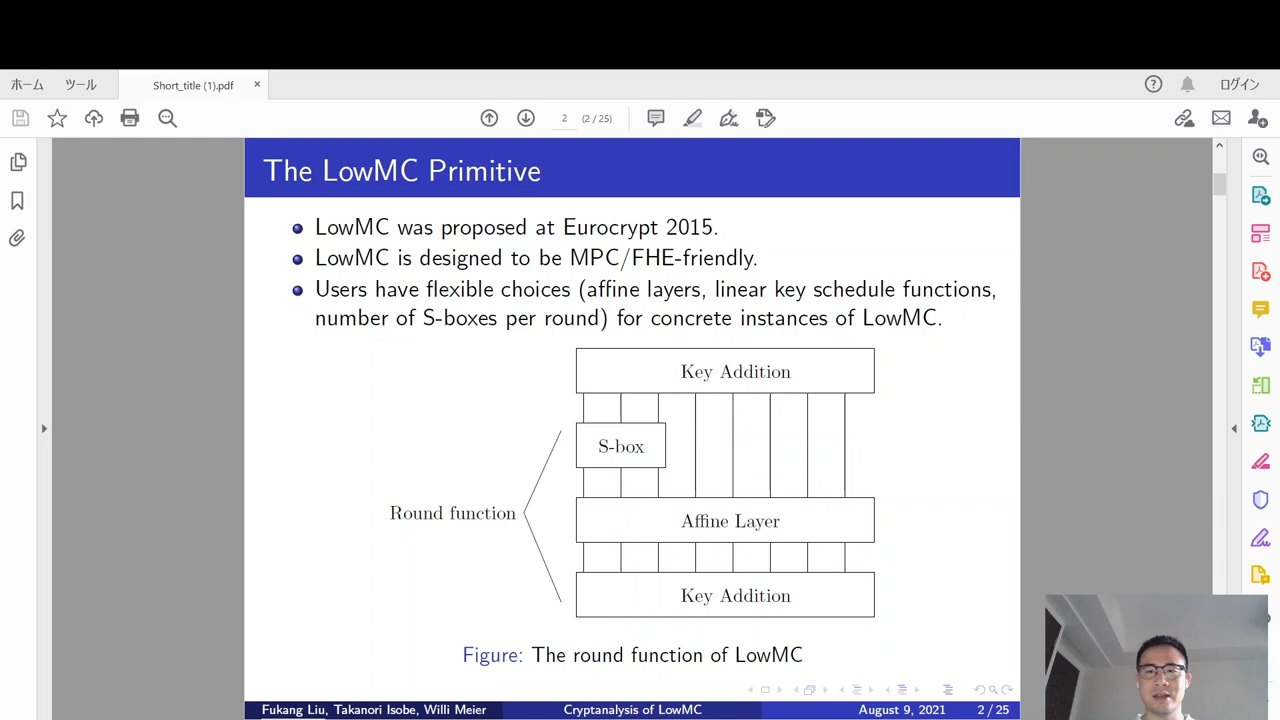 ホーム ツール Short_title (1).pdf × ログイン
2 (2 / 25)
The LowMC Primitive
LowMC was proposed at Eurocrypt 2015.
LowMC is designed to be MPC/FHE-friendly.
Users have flexible choices (affine layers, linear key schedule functions,
number of S-boxes per round) for concrete instances of LowMC.
Key Addition
S-box
Round function
Affine Layer
Key Addition
Figure: The round function of LowMC
Fukang Liu, Takanori Isobe, Willi Meier Cryptanalysis of LowMC August 9, 2021 2 / 25